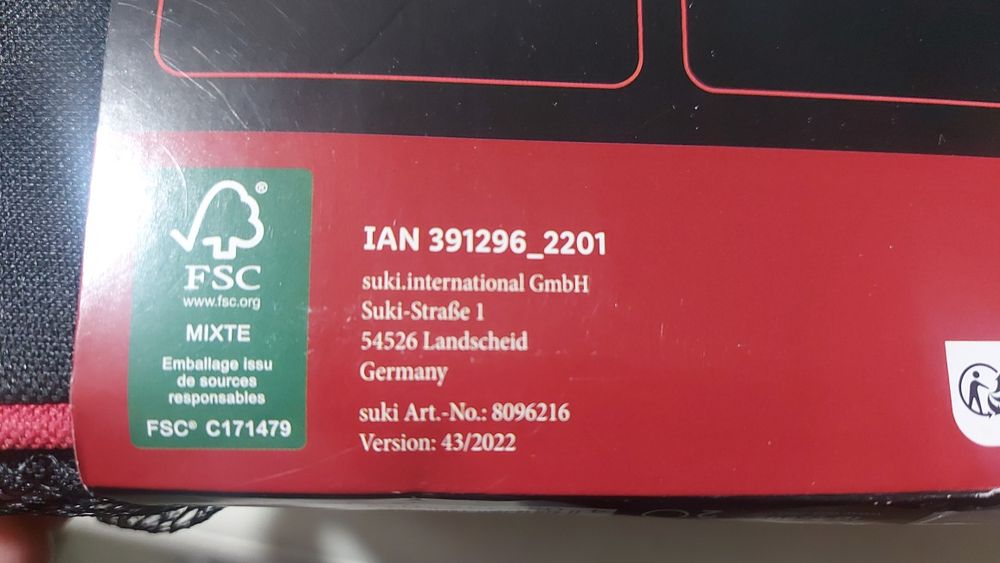 ®
FSC
www.fsc.org
MIXTE
Emballage issu
de sources
responsables
FSC® C171479
IAN 391296_2201
suki.international GmbH
Suki-Straße 1
54526 Landscheid
Germany
suki Art.-No.: 8096216
Version: 43/2022